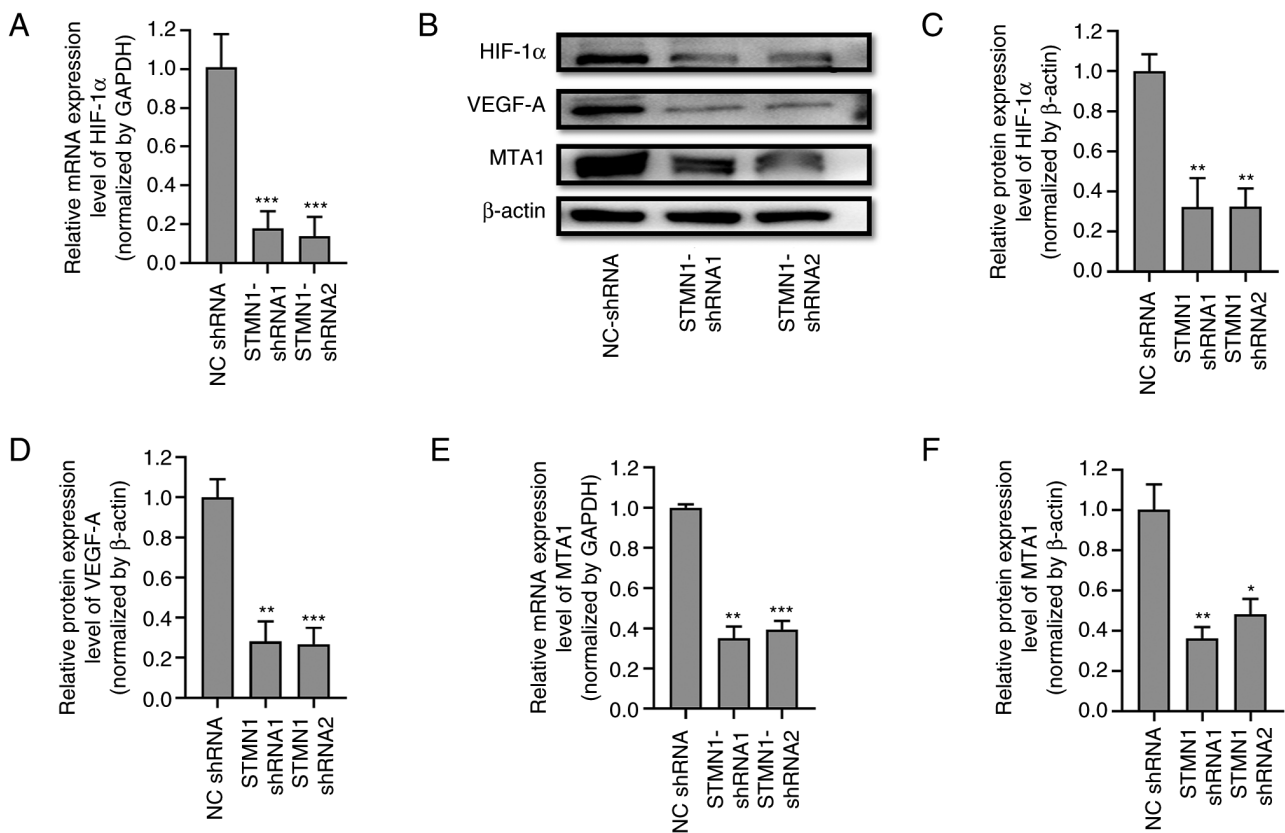 A
Relative mRNA expression
level of HIF-1α
(normalized by GAPDH)
1.2
1.0
0.8
0.6
0.4
0.2
0.0
***
***
NC shRNA
STMN1-
shRNA1
STMN1-
shRNA2
B
HIF-1α
VEGF-A
MTA1
β-actin
NC-shRNA
STMN1-
shRNA1
STMN1-
shRNA2
C
Relative protein expression
level of HIF-1α
(normalized by β-actin)
1.2
1.0
0.8
0.6
0.4
0.2
0.0
**
**
NC shRNA
STMN1
shRNA1
STMN1
shRNA2
D
Relative protein expression
level of VEGF-A
(normalized by β-actin)
1.2
1.0
0.8
0.6
0.4
0.2
0.0
**
***
NC shRNA
STMN1
shRNA1
STMN1
shRNA2
E
Relative mRNA expression
level of MTA1
(normalized by GAPDH)
1.2
1.0
0.8
0.6
0.4
0.2
0.0
**
***
NC shRNA
STMN1-
shRNA1
STMN1-
shRNA2
F
Relative protein expression
level of MTA1
(normalized by β-actin)
1.2
1.0
0.8
0.6
0.4
0.2
0.0
**
*
NC shRNA
STMN1
shRNA1
STMN1
shRNA2